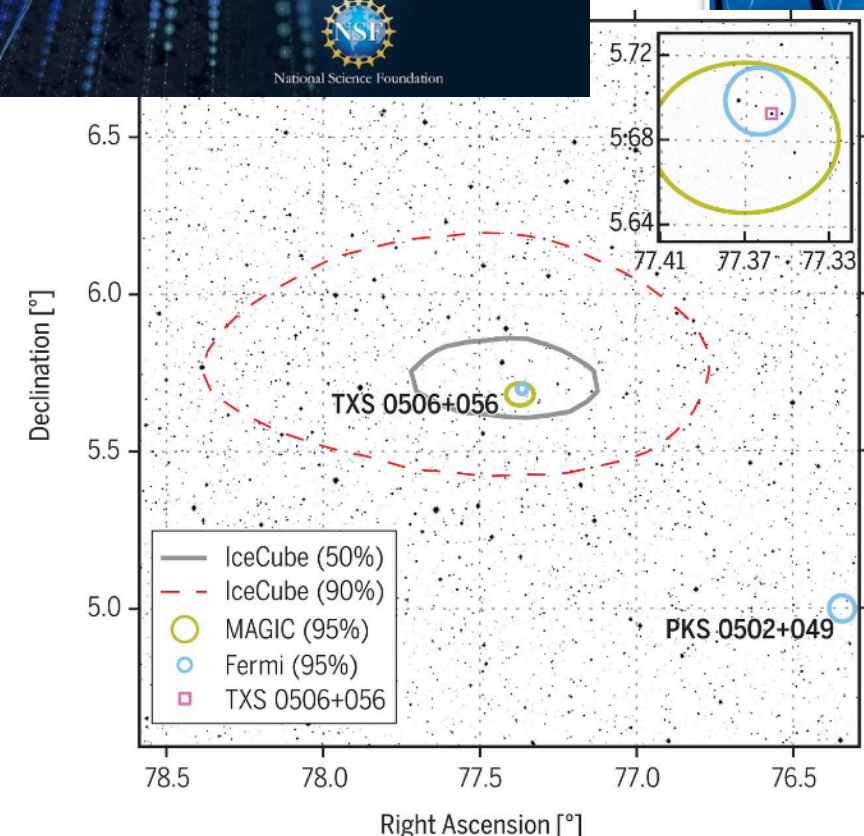 NSF
National Science Foundation
5.72
5.68
5.64
77.41 77.37 77.33
6.5
6.0
5.5
5.0
Declination [°]
TXS 0506+056
PKS 0502+049
IceCube (50%)
IceCube (90%)
MAGIC (95%)
Fermi (95%)
TXS 0506+056
78.5 78.0 77.5 77.0 76.5
Right Ascension [°]